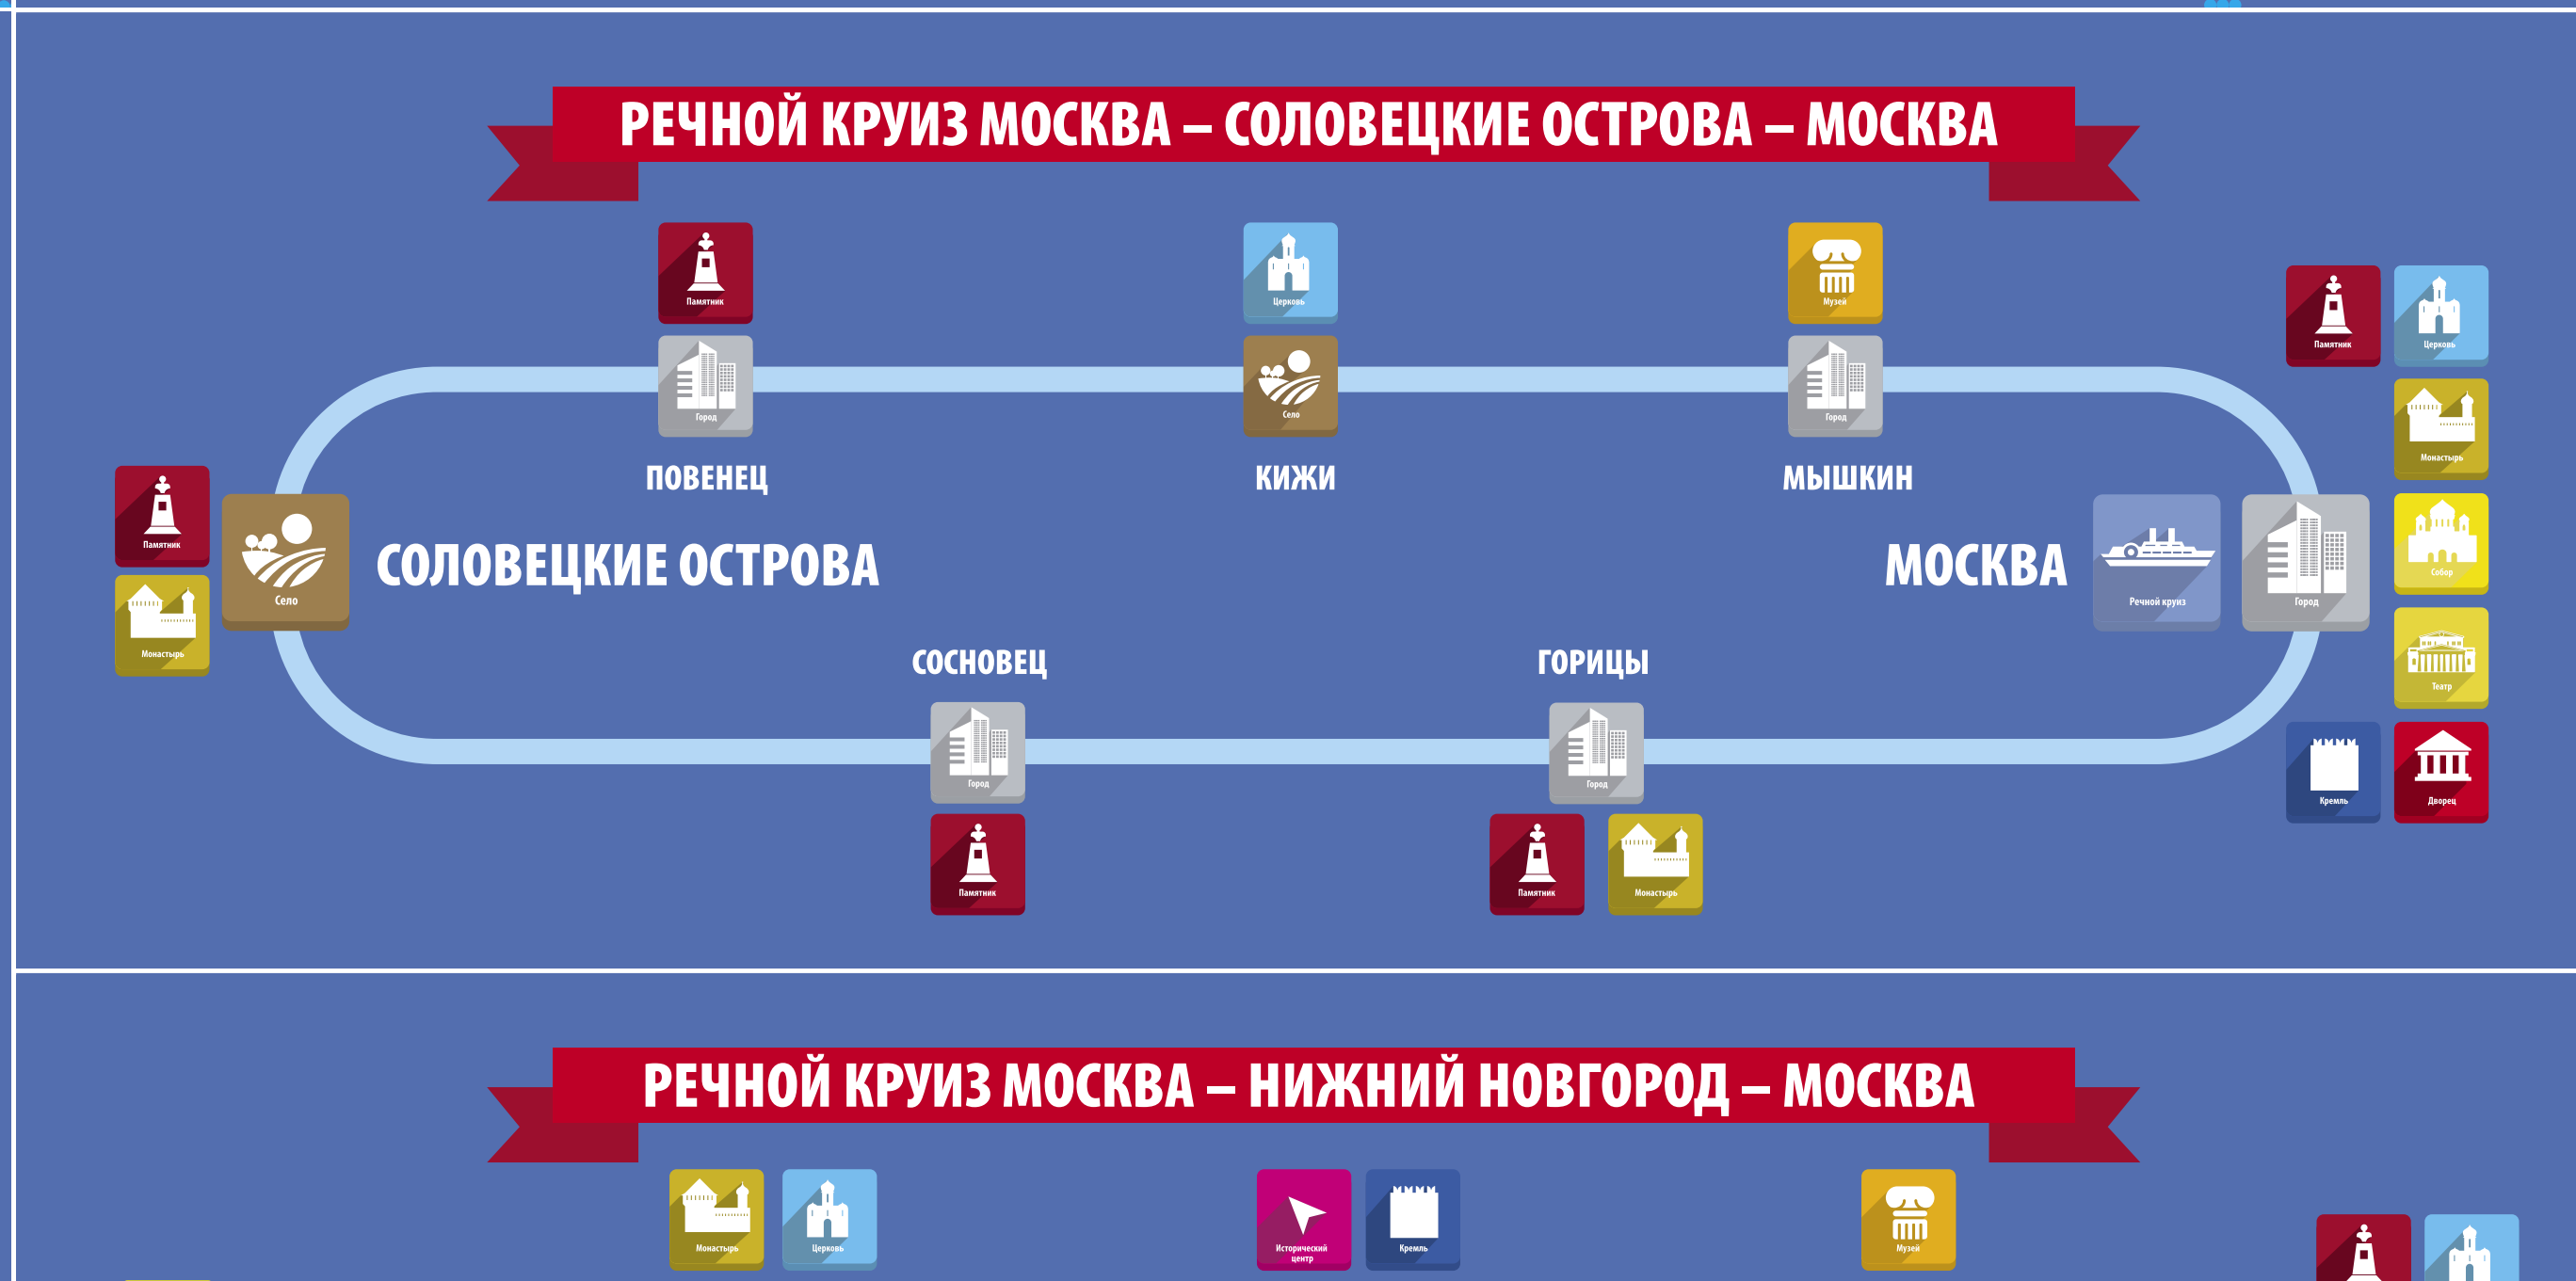 РЕЧНОЙ КРУИЗ МОСКВА – СОЛОВЕЦКИЕ ОСТРОВА – МОСКВА
Памятник
Церковь
Музей
Памятник
Церковь
Город
Село
Город
Монастырь
ПОВЕНЕЦ
КИЖИ
МЫШКИН
Памятник
Село
СОЛОВЕЦКИЕ ОСТРОВА
МОСКВА
Речной круиз
Город
Собор
Монастырь
Театр
СОСНОВЕЦ
ГОРИЦЫ
Город
Город
Кремль
Дворец
Памятник
Памятник
Монастырь
РЕЧНОЙ КРУИЗ МОСКВА – НИЖНИЙ НОВГОРОД – МОСКВА
Монастырь
Церковь
Исторический
центр
Кремль
Музей